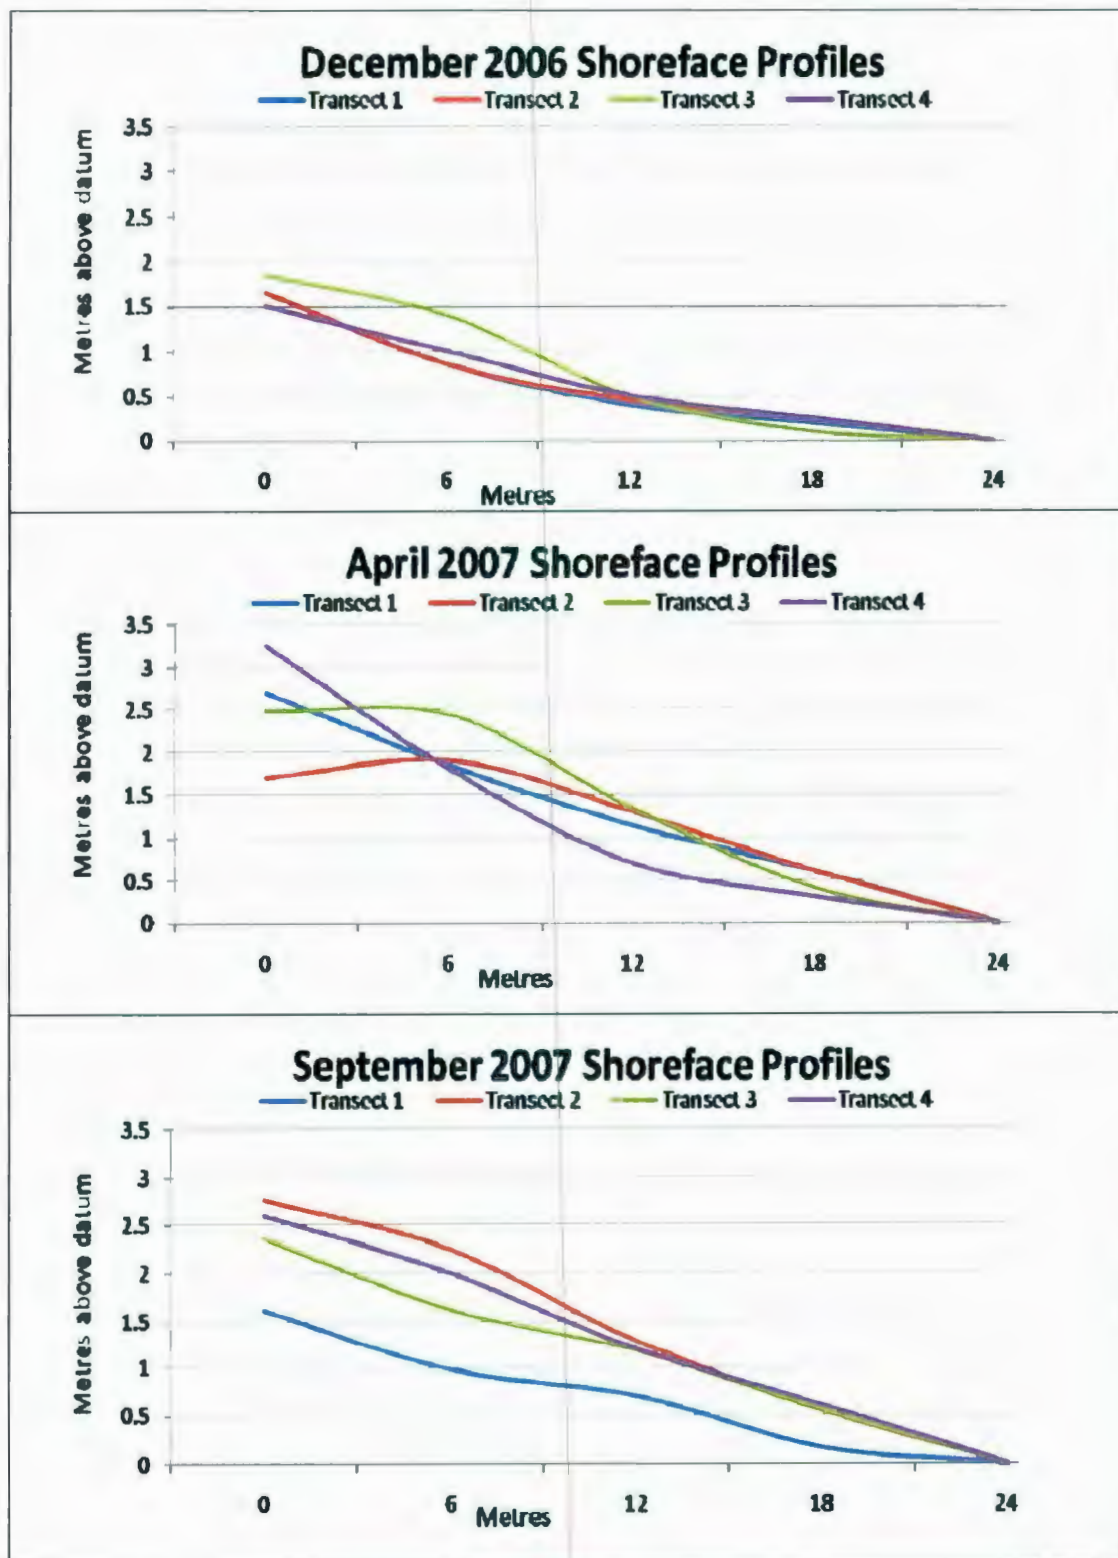 December 2006 Shoreface Profiles
Transect 1 Transect 2 Transect 3 Transect 4
Metres above datum
3.5
3
2.5
2
1.5
1
0.5
0
0 6 12 18 24
Metres
April 2007 Shoreface Profiles
Transect 1 Transect 2 Transect 3 Transect 4
Metres above datum
3.5
3
2.5
2
1.5
1
0.5
0
0 6 12 18 24
Metres
September 2007 Shoreface Profiles
Transect 1 Transect 2 Transect 3 Transect 4
Metres above datum
3.5
3
2.5
2
1.5
1
0.5
0
0 6 12 18 24
Metres